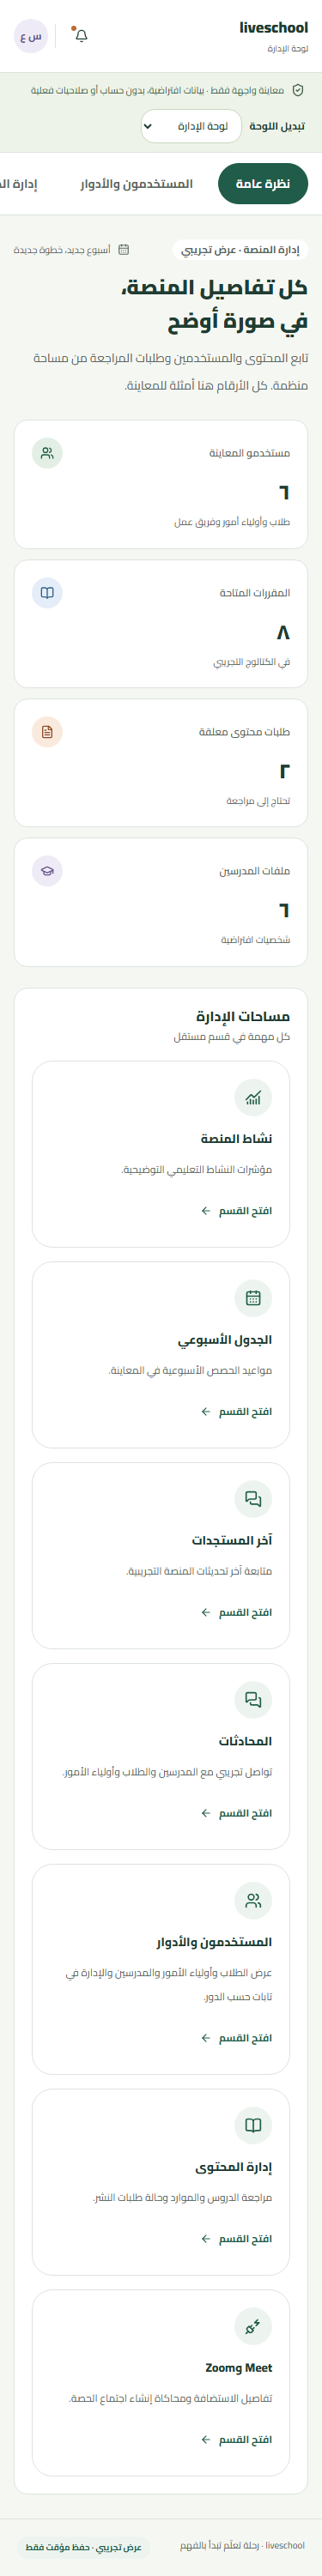 liveschool
لوحة الإدارة
س ع
معاينة واجهة فقط · بيانات افتراضية، بدون حساب أو صلاحيات فعلية
تبديل اللوحة
لوحة الإدارة
نظرة عامة
المستخدمون والأدوار
إدارة الم
إدارة المنصة · عرض تجريبي
أسبوع جديد، خطوة جديدة
كل تفاصيل المنصة،
في صورة أوضح
تابع المحتوى والمستخدمين وطلبات المراجعة من مساحة
منظمة. كل الأرقام هنا أمثلة للمعاينة.
مستخدمو المعاينة
٦
طلاب وأولياء أمور وفريق عمل
المقررات المتاحة
٨
في الكتالوج التجريبي
طلبات محتوى معلقة
٢
تحتاج إلى مراجعة
ملفات المدرسين
٦
شخصيات افتراضية
مساحات الإدارة
كل مهمة في قسم مستقل
نشاط المنصة
مؤشرات النشاط التعليمي التوضيحية.
افتح القسم
الجدول الأسبوعي
مواعيد الحصص الأسبوعية في المعاينة.
افتح القسم
آخر المستجدات
متابعة آخر تحديثات المنصة التجريبية.
افتح القسم
المحادثات
تواصل تجريبي مع المدرسين والطلاب وأولياء الأمور.
افتح القسم
المستخدمون والأدوار
عرض الطلاب وأولياء الأمور والمدرسين والإدارة في
تابات حسب الدور.
افتح القسم
إدارة المحتوى
مراجعة الدروس والموارد وحالة طلبات النشر.
افتح القسم
Zoomg Meet
تفاصيل الاستضافة ومحاكاة إنشاء اجتماع الحصة.
افتح القسم
liveschool · رحلة تعلّم تبدأ بالفهم
عرض تجريبي · حفظ مؤقت فقط